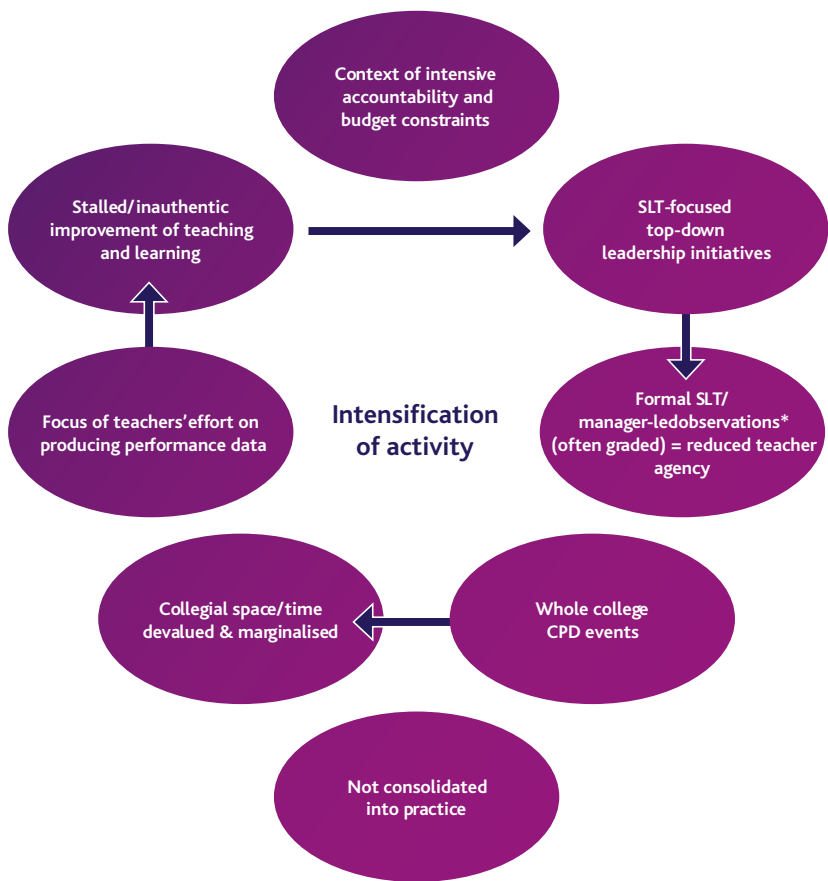 Context of intensive
accountability and
budget constraints
Stalled/inauthentic
improvement of teaching
and learning
SLT-focused
top-down
leadership initiatives
Focus of teachers’effort on
producing performance data
Intensification
of activity
Formal SLT/
manager-ledobservations*
(often graded) = reduced teacher
agency
Collegial space/time
devalued & marginalised
Whole college
CPD events
Not consolidated
into practice